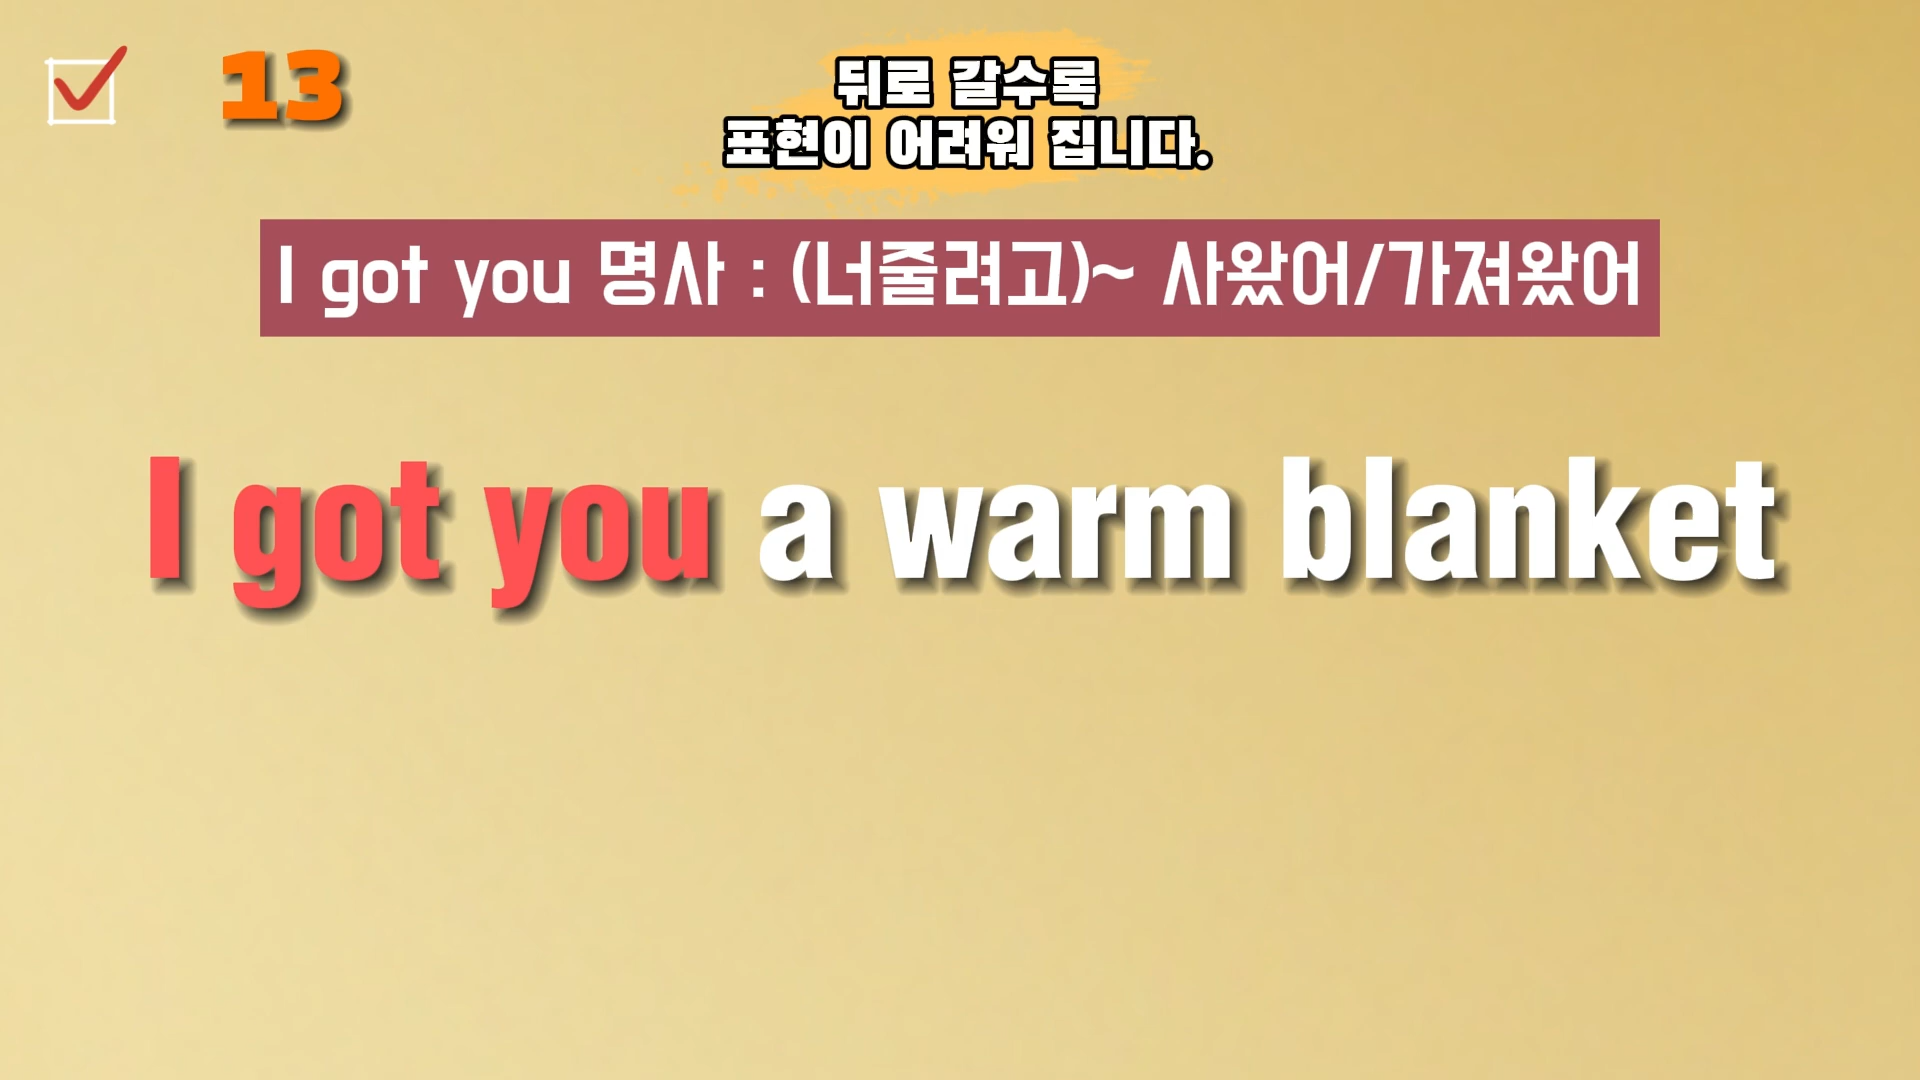 13
뒤로 갈수록
표현이 어려워 집니다.
I got you 명사 : (너줄려고)~ 사왔어/가져왔어
I got you a warm blanket